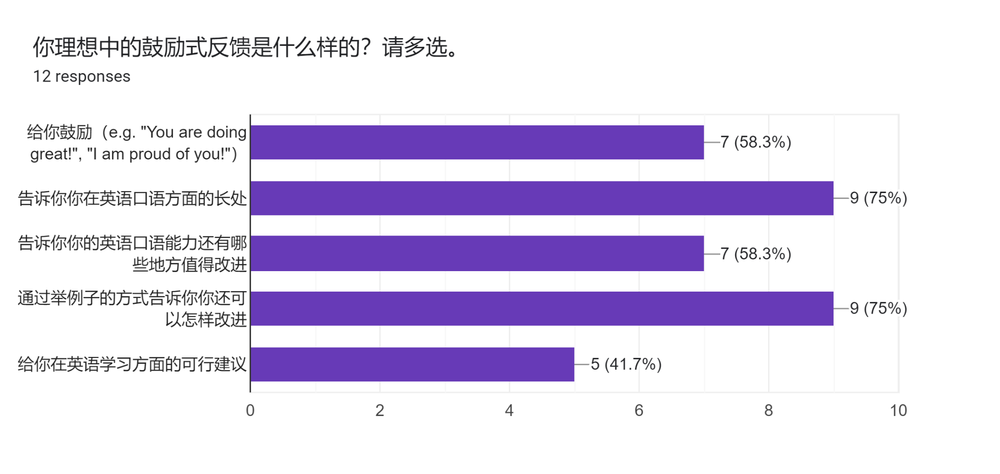 你理想中的鼓励式反馈是什么样的？请多选。
12 responses
给你鼓励（e.g. "You are doing
great!", "I am proud of you!"）
7 (58.3%)
告诉你你在英语口语方面的长处
9 (75%)
告诉你你的英语口语能力还有哪
些地方值得改进
7 (58.3%)
通过举例子的方式告诉你你还可
以怎样改进
9 (75%)
给你在英语学习方面的可行建议
5 (41.7%)
0 2 4 6 8 10